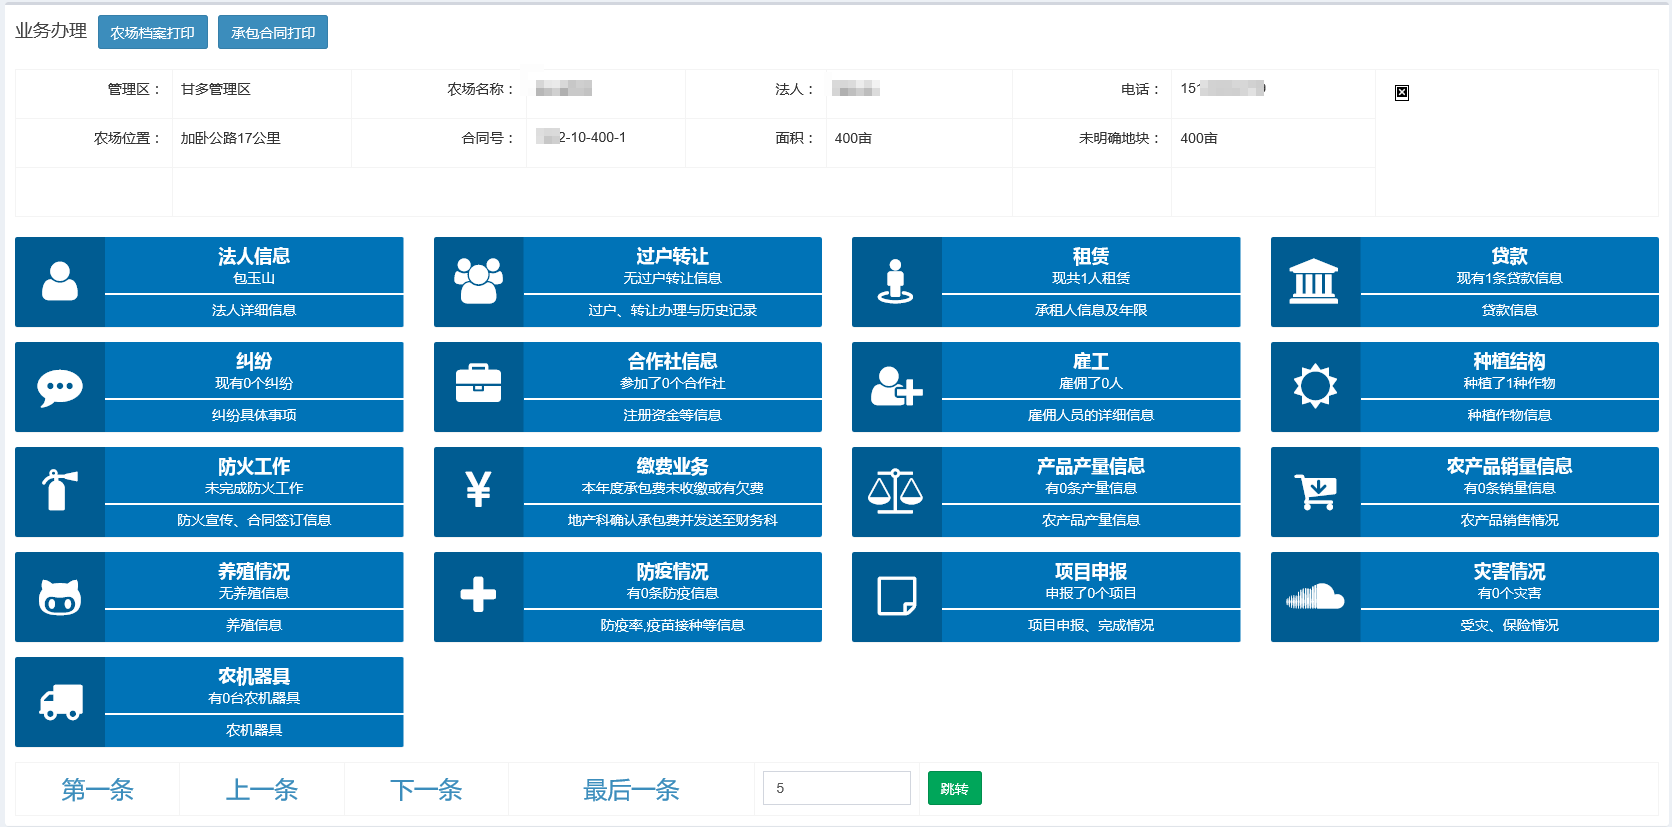 业务办理 农场档案打印 承包合同打印
管理区： 甘多管理区 农场名称： 法人： 电话： 151
农场位置： 加卧公路17公里 合同号： 2-10-400-1 面积： 400亩 未明确地块： 400亩
法人信息
包玉山
法人详细信息
过户转让
无过户转让信息
过户、转让办理与历史记录
租赁
现共1人租赁
承租人信息及年限
贷款
现有1条贷款信息
贷款信息
纠纷
现有0个纠纷
纠纷具体事项
合作社信息
参加了0个合作社
注册资金等信息
雇工
雇佣了0人
雇佣人员的详细信息
种植结构
种植了1种作物
种植作物信息
防火工作
未完成防火工作
防火宣传、合同签订信息
缴费业务
本年度承包费未收缴或有欠费
地产科确认承包费并发送至财务科
产品产量信息
有0条产量信息
农产品产量信息
农产品销量信息
有0条销量信息
农产品销售情况
养殖情况
无养殖信息
养殖信息
防疫情况
有0条防疫信息
防疫率,疫苗接种等信息
项目申报
申报了0个项目
项目申报、完成情况
灾害情况
有0个灾害
受灾、保险情况
农机器具
有0台农机器具
农机器具
第一条 上一条 下一条 最后一条 5 跳转